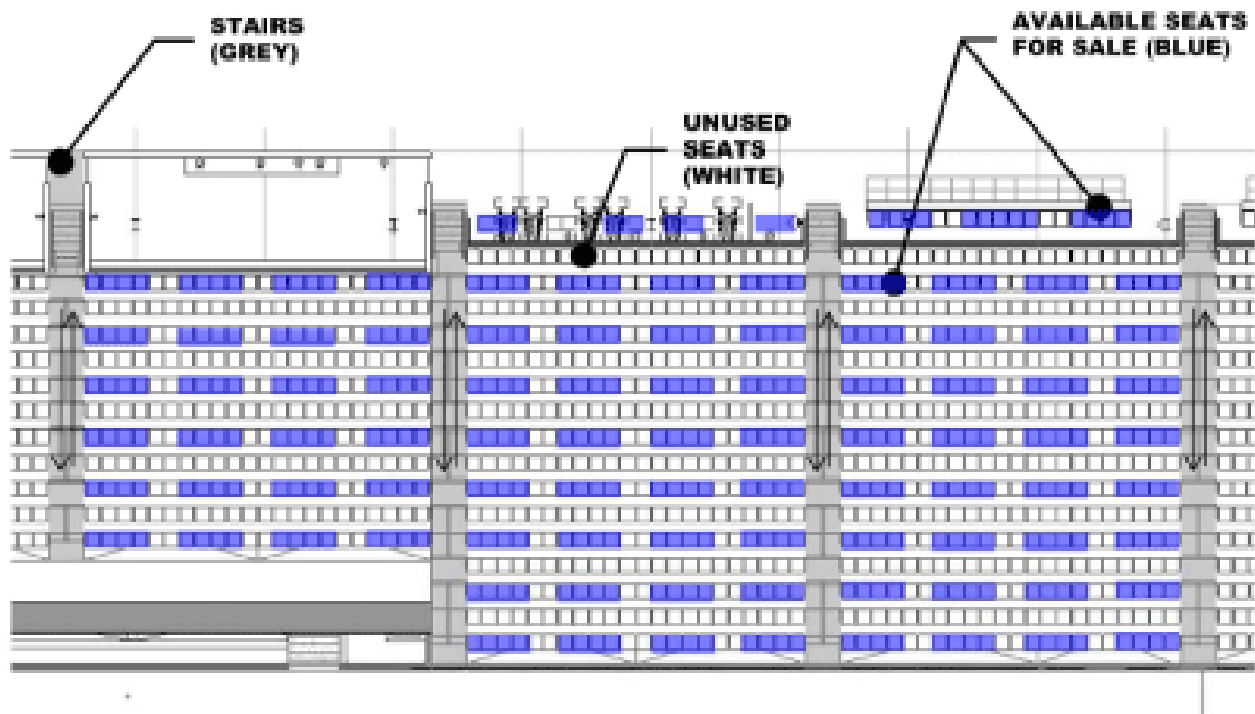 STAIRS
(GREY)
AVAILABLE SEATS
FOR SALE (BLUE)
UNUSED
SEATS
(WHITE)